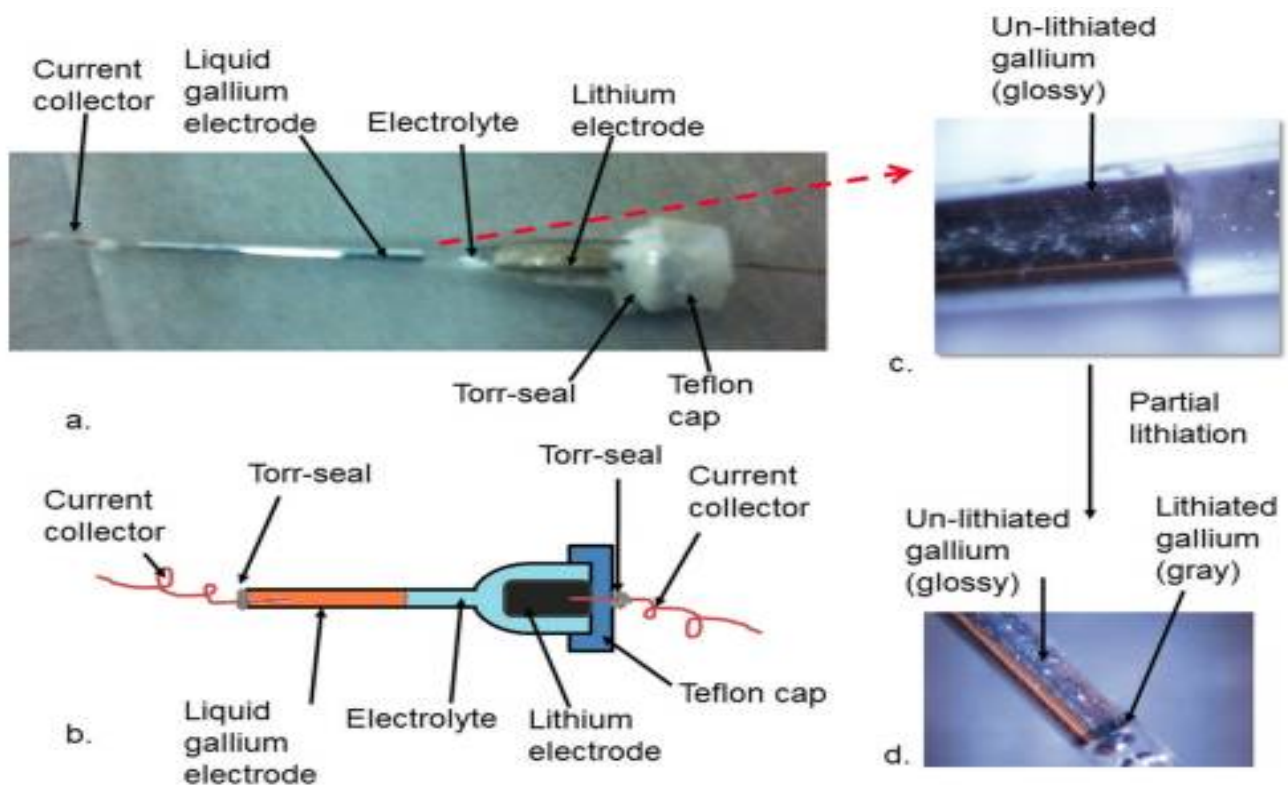 Current
collector
Liquid
gallium
electrode
Electrolyte
Lithium
electrode
Torr-seal
Teflon
cap
a.
Un-lithiated
gallium
(glossy)
c.
Partial
lithiation
Un-lithiated
gallium
(glossy)
Lithiated
gallium
(gray)
d.
Current
collector
Torr-seal
Torr-seal
Current
collector
Liquid
gallium
electrode
Electrolyte
Lithium
electrode
Teflon cap
b.